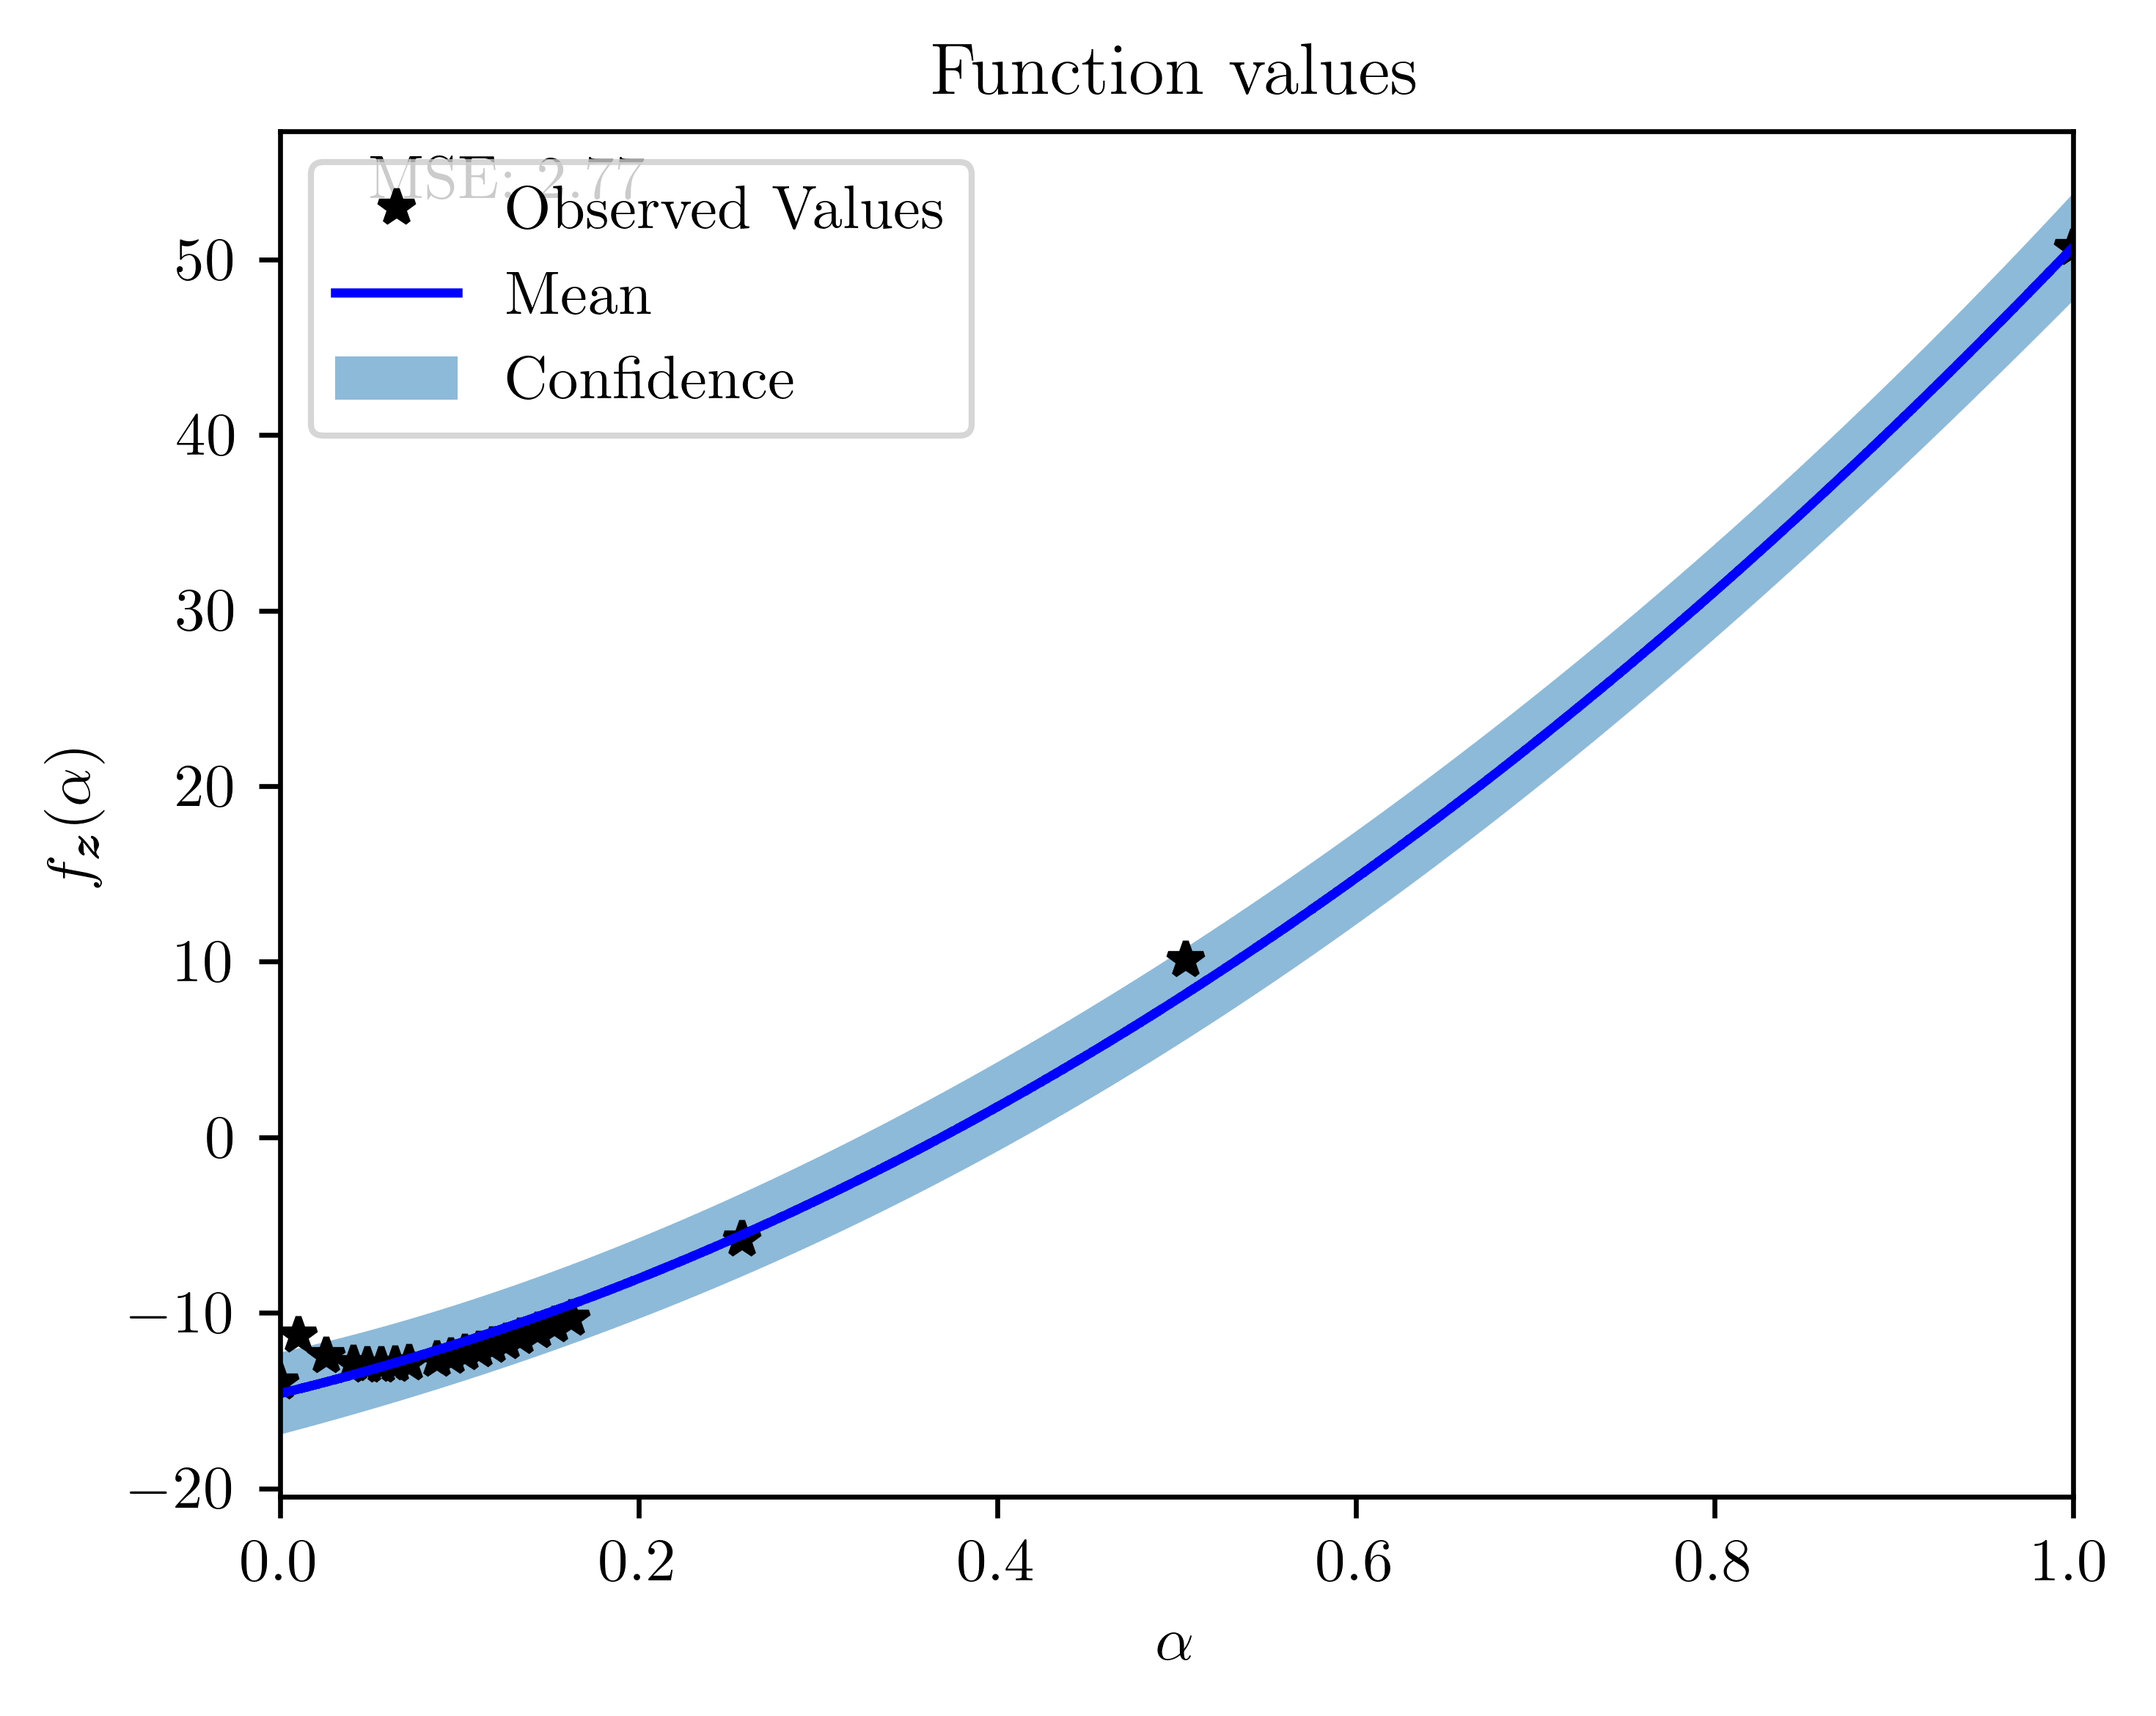 Function values
MSE: 2.77
Observed Values
Mean
Confidence
50
40
30
20
10
0
−10
−20
f_z(α)
0.0 0.2 0.4 0.6 0.8 1.0
α